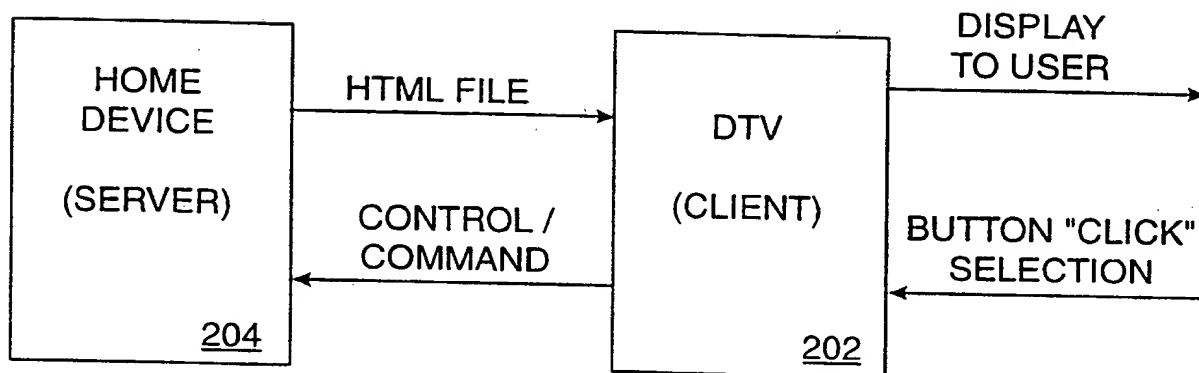 HOME
DEVICE
(SERVER)
204
HTML FILE
CONTROL /
COMMAND
DTV
(CLIENT)
202
DISPLAY
TO USER
BUTTON "CLICK"
SELECTION